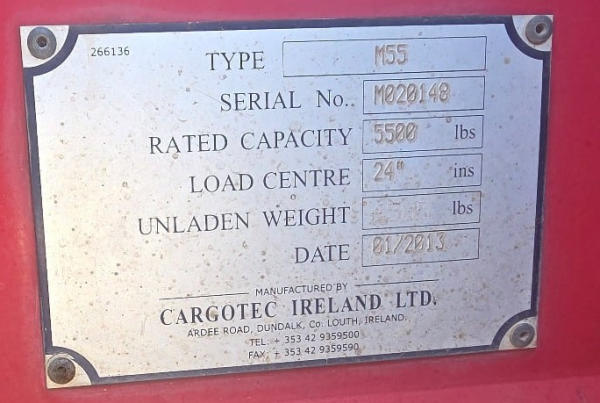 266136
TYPE M55
SERIAL No.. M020148
RATED CAPACITY 5500 lbs
LOAD CENTRE 24" ins
UNLADEN WEIGHT lbs
DATE 01/2013
MANUFACTURED BY
CARGOTEC IRELAND LTD.
ARDEE ROAD, DUNDALK, Co. LOUTH, IRELAND.
TEL: + 353 42 9359500
FAX: + 353 42 9359590